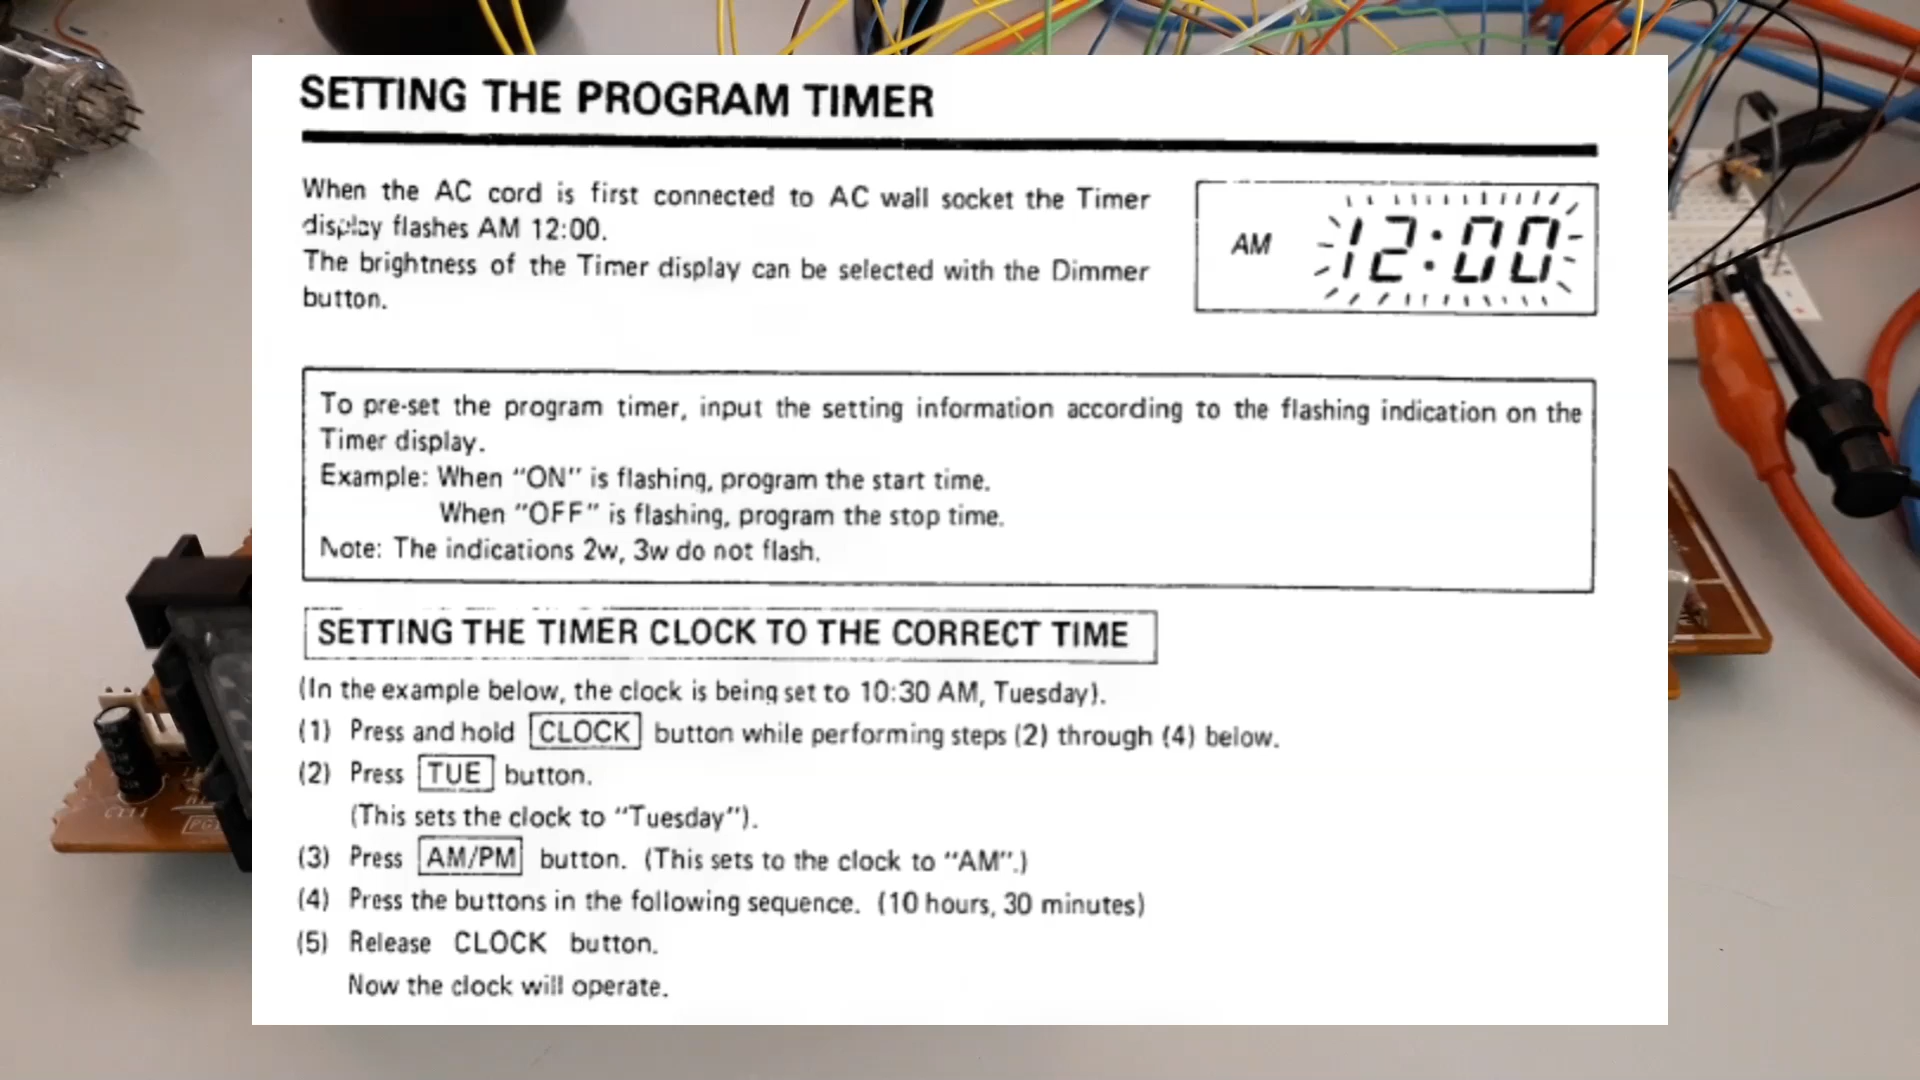 SETTING THE PROGRAM TIMER
When the AC cord is first connected to AC wall socket the Timer
display flashes AM 12:00.
The brightness of the Timer display can be selected with the Dimmer
button.
AM 12:00
To pre-set the program timer, input the setting information according to the flashing indication on the
Timer display.
Example: When "ON" is flashing, program the start time.
When "OFF" is flashing, program the stop time.
Note: The indications 2w, 3w do not flash.
SETTING THE TIMER CLOCK TO THE CORRECT TIME
(In the example below, the clock is being set to 10:30 AM, Tuesday).
(1) Press and hold CLOCK button while performing steps (2) through (4) below.
(2) Press TUE button.
(This sets the clock to "Tuesday").
(3) Press AM/PM button. (This sets to the clock to "AM".)
(4) Press the buttons in the following sequence. (10 hours, 30 minutes)
(5) Release CLOCK button.
Now the clock will operate.